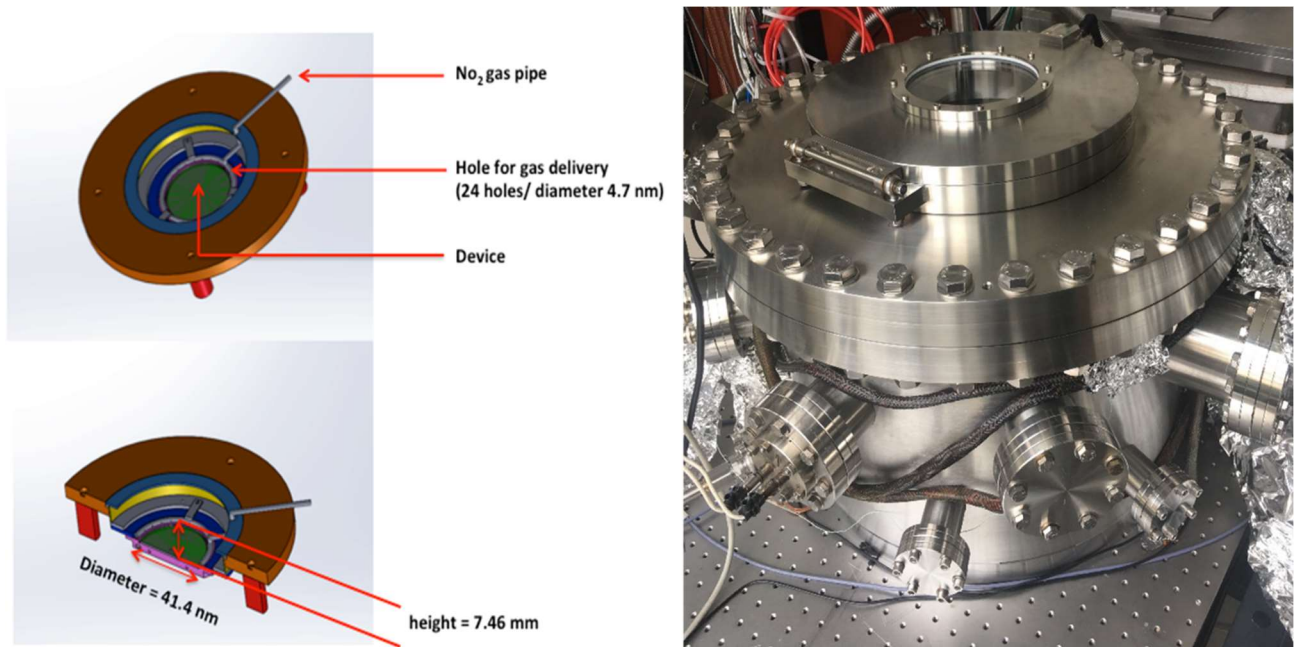 No₂ gas pipe
Hole for gas delivery
(24 holes/ diameter 4.7 nm)
Device
Diameter = 41.4 nm
height = 7.46 mm